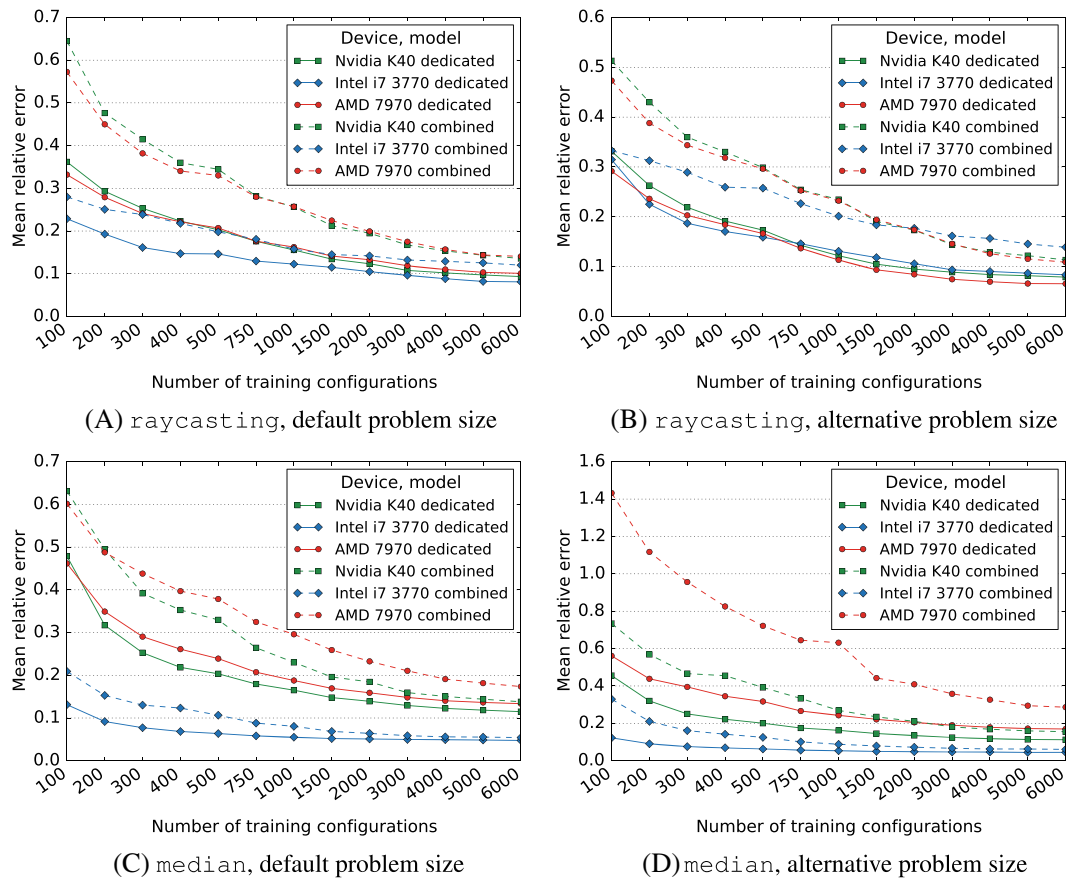 0.7
0.6
0.5
0.4
0.3
0.2
0.1
0.0
Mean relative error
Device, model
Nvidia K40 dedicated
Intel i7 3770 dedicated
AMD 7970 dedicated
Nvidia K40 combined
Intel i7 3770 combined
AMD 7970 combined
100 200 300 400 500 750 1000 1500 2000 3000 4000 5000 6000
Number of training configurations
(A) raycasting, default problem size
0.6
0.5
0.4
0.3
0.2
0.1
0.0
Mean relative error
Device, model
Nvidia K40 dedicated
Intel i7 3770 dedicated
AMD 7970 dedicated
Nvidia K40 combined
Intel i7 3770 combined
AMD 7970 combined
100 200 300 400 500 750 1000 1500 2000 3000 4000 5000 6000
Number of training configurations
(B) raycasting, alternative problem size
0.7
0.6
0.5
0.4
0.3
0.2
0.1
0.0
Mean relative error
Device, model
Nvidia K40 dedicated
Intel i7 3770 dedicated
AMD 7970 dedicated
Nvidia K40 combined
Intel i7 3770 combined
AMD 7970 combined
100 200 300 400 500 750 1000 1500 2000 3000 4000 5000 6000
Number of training configurations
(C) median, default problem size
1.6
1.4
1.2
1.0
0.8
0.6
0.4
0.2
0.0
Mean relative error
Device, model
Nvidia K40 dedicated
Intel i7 3770 dedicated
AMD 7970 dedicated
Nvidia K40 combined
Intel i7 3770 combined
AMD 7970 combined
100 200 300 400 500 750 1000 1500 2000 3000 4000 5000 6000
Number of training configurations
(D) median, alternative problem size